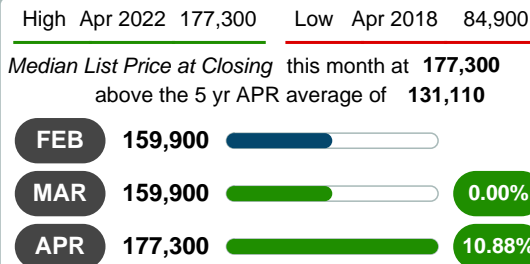 High Apr 2022 177,300 Low Apr 2018 84,900
Median List Price at Closing this month at 177,300
above the 5 yr APR average of 131,110
FEB 159,900
MAR 159,900 0.00%
APR 177,300 10.88%